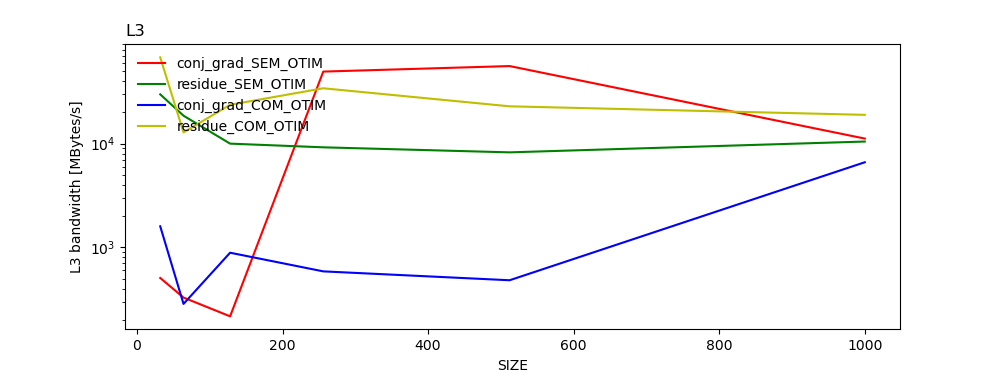 L3
conj_grad_SEM_OTIM
residue_SEM_OTIM
conj_grad_COM_OTIM
residue_COM_OTIM
L3 bandwidth [MBytes/s]
10^4
10^3
0 200 400 600 800 1000
SIZE